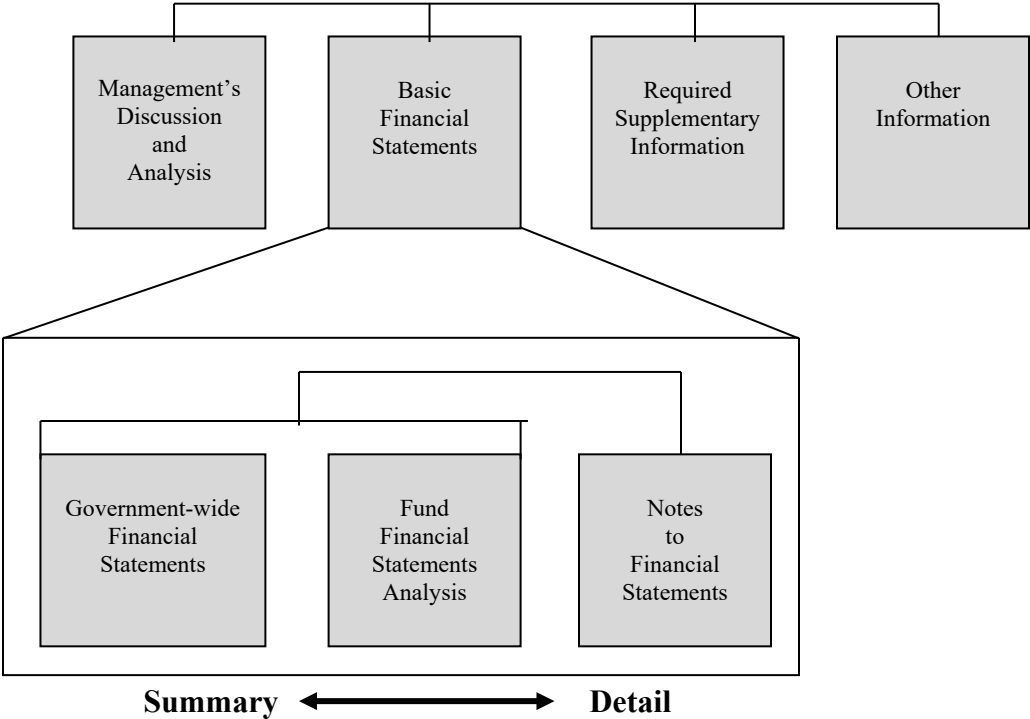 Management’s
Discussion
and
Analysis
Basic
Financial
Statements
Required
Supplementary
Information
Other
Information
Government-wide
Financial
Statements
Fund
Financial
Statements
Analysis
Notes
to
Financial
Statements
Summary
Detail